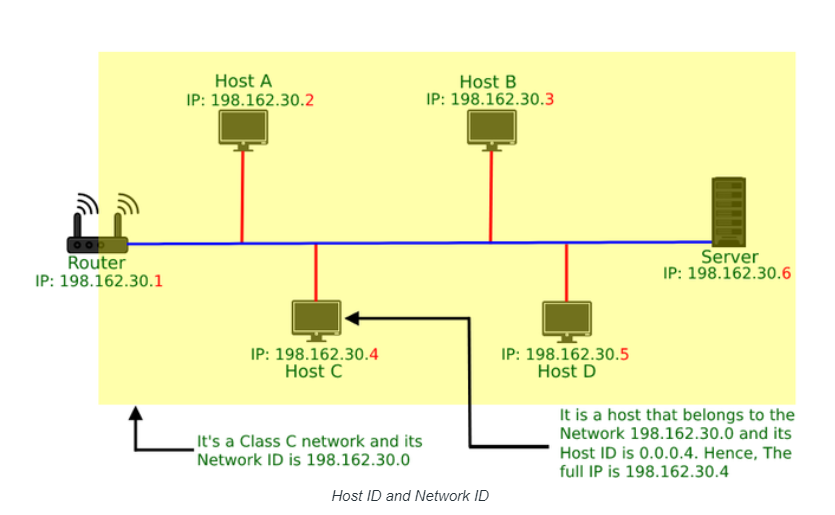 Host A
IP: 198.162.30.2
Host B
IP: 198.162.30.3
Router
IP: 198.162.30.1
Server
IP: 198.162.30.6
IP: 198.162.30.4
Host C
IP: 198.162.30.5
Host D
It's a Class C network and its
Network ID is 198.162.30.0
It is a host that belongs to the
Network 198.162.30.0 and its
Host ID is 0.0.0.4. Hence, The
full IP is 198.162.30.4
Host ID and Network ID